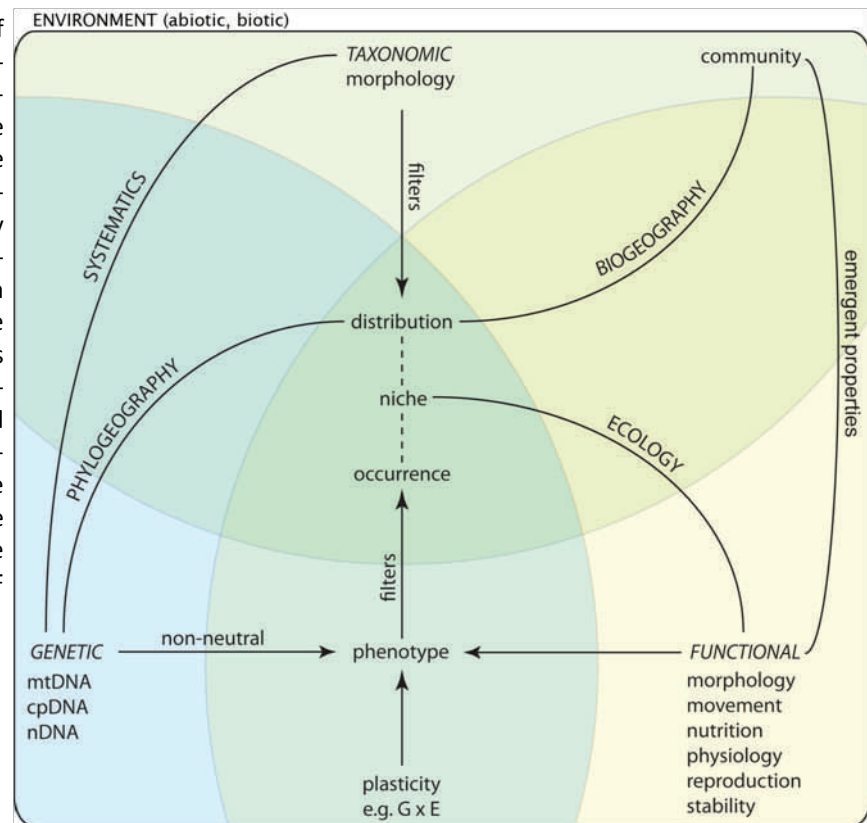 ENVIRONMENT (abiotic, biotic)
TAXONOMIC
morphology
community
filters
SYSTEMATICS
BIOGEOGRAPHY
emergent properties
distribution
PHYLOGEOGRAPHY
niche
ECOLOGY
occurrence
filters
GENETIC
mtDNA
cpDNA
nDNA
non-neutral
phenotype
FUNCTIONAL
morphology
movement
nutrition
physiology
reproduction
stability
plasticity
e.g. G x E